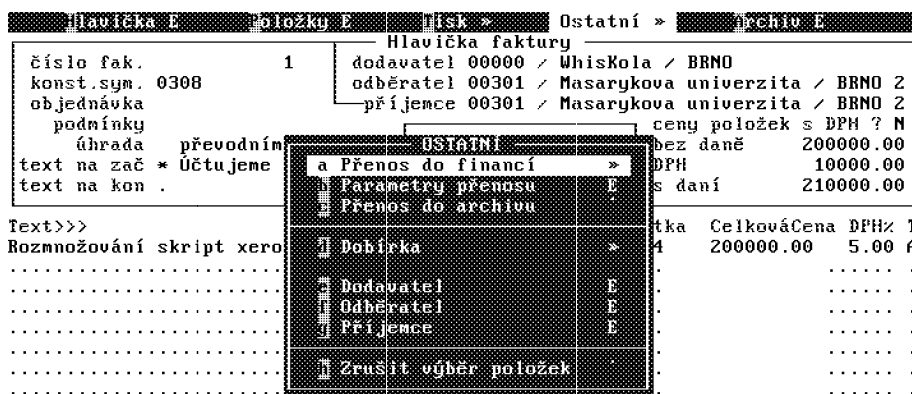 Hlavička E Položky E Tisk » Ostatní » Archiv E
Hlavička faktury
číslo fak. 1 dodavatel 00000 / WhisKola / BRNO
konst.sym. 0308 odběratel 00301 / Masarykova univerzita / BRNO 2
objednávka příjemce 00301 / Masarykova univerzita / BRNO 2
podmínky ceny položek s DPH ? N
úhrada převodním OSTATNÍ bez daně 200000.00
text na zač * Účtujeme a Přenos do financí » DPH 10000.00
text na kon . Parametry přenosu E s daní 210000.00
Přenos do archivu
Text>>> tka CelkováCena DPH%
Rozmnožování skript xero Dobírka » 4 200000.00 5.00
Dodavatel E
Odběratel E
Příjemce E
Zrušit výběr položek